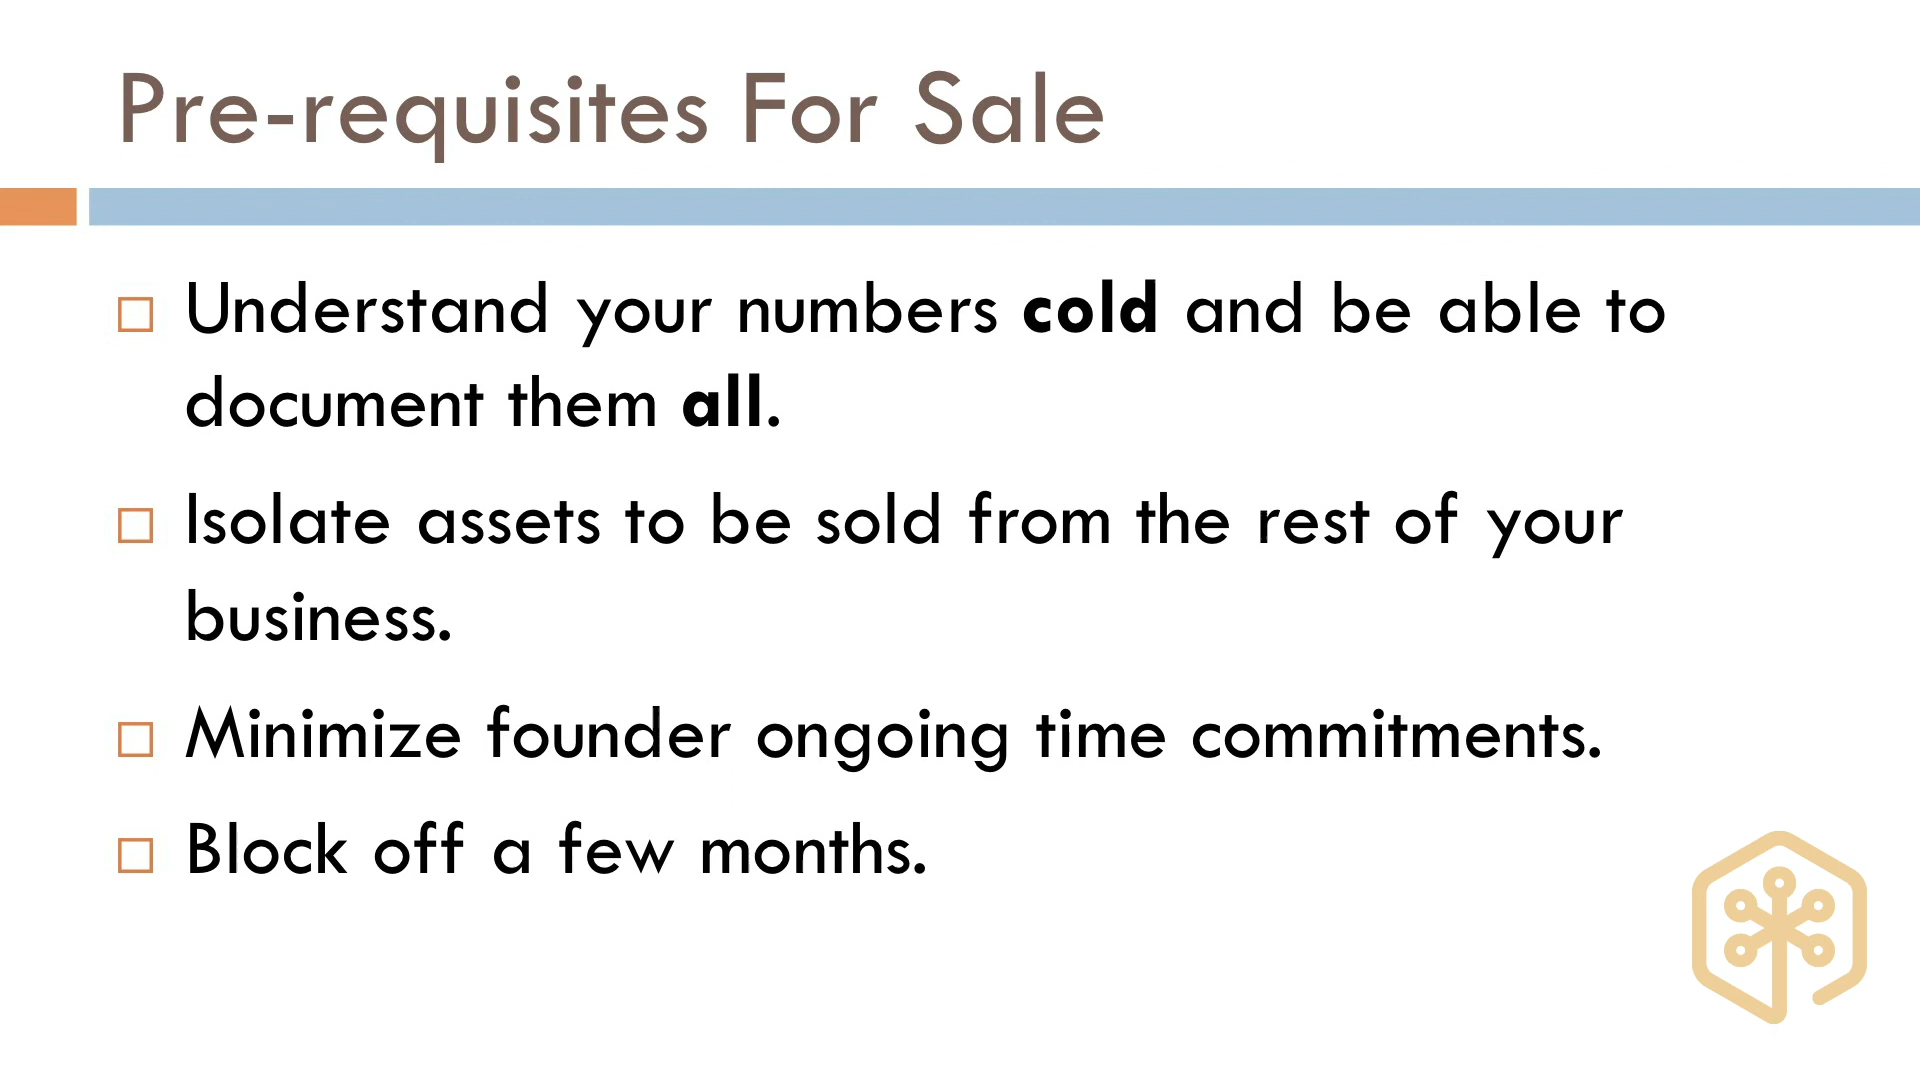 Pre-requisites For Sale
Understand your numbers cold and be able to
document them all.
Isolate assets to be sold from the rest of your
business.
Minimize founder ongoing time commitments.
Block off a few months.